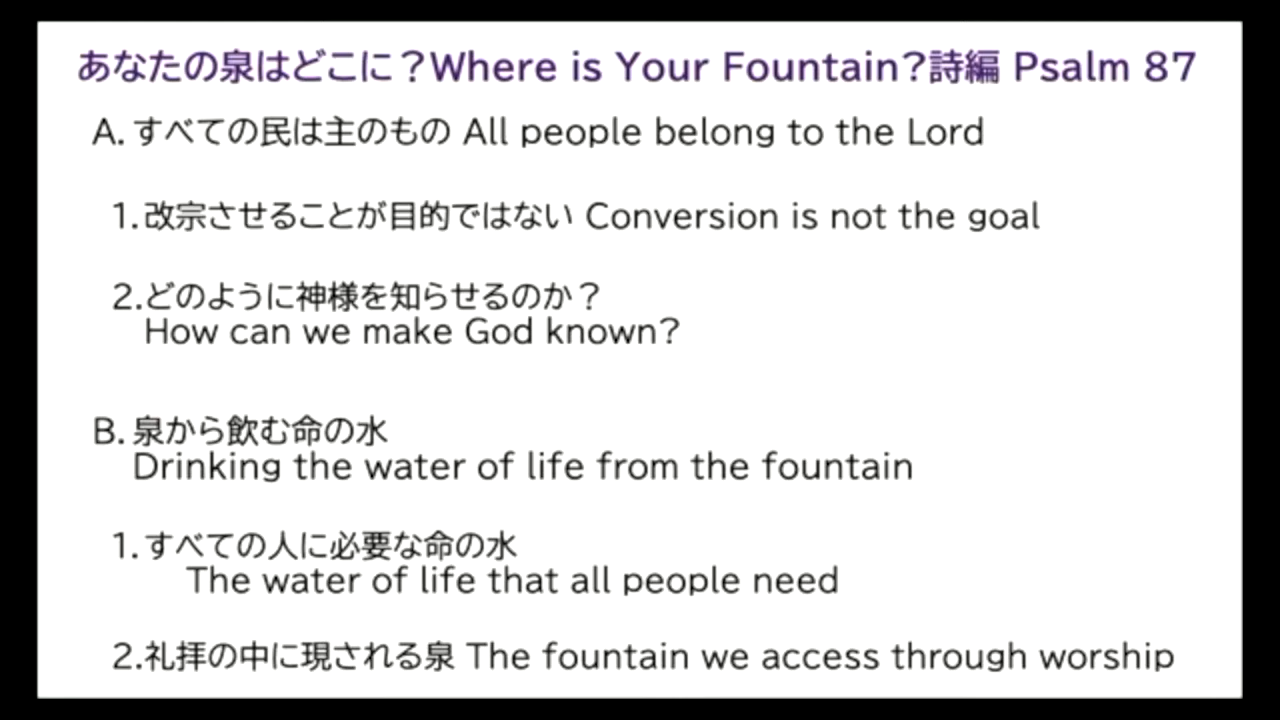 あなたの泉はどこに？Where is Your Fountain?詩編 Psalm 87
A. すべての民は主のもの All people belong to the Lord
1.改宗させることが目的ではない Conversion is not the goal
2.どのように神様を知らせるのか？
How can we make God known?
B. 泉から飲む命の水
Drinking the water of life from the fountain
1.すべての人に必要な命の水
The water of life that all people need
2.礼拝の中に現される泉 The fountain we access through worship